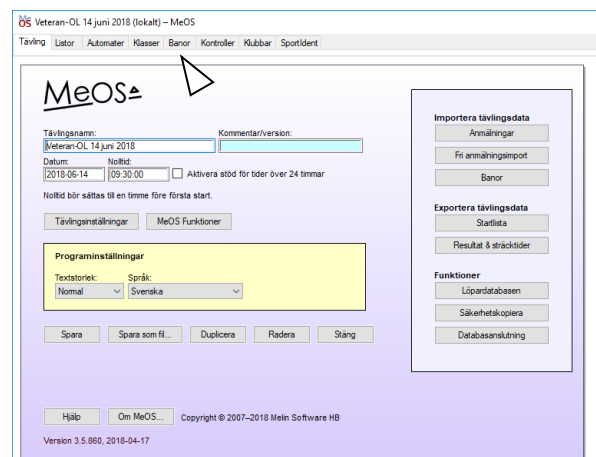 MeOS Veteran-OL 14 juni 2018 (lokalt) – MeOS
Tävling Listor Automater Klasser Banor Kontroller Klubbar SportIdent
MeOS
Tävlingsnamn: Kommentar/version:
Veteran-OL 14 juni 2018
Datum: Nolltid:
2018-06-14 09:30:00 Aktivera stöd för tider över 24 timmar
Nolltid bör sättas till en timme före första start.
Tävlingsinställningar MeOS Funktioner
Programinställningar
Textstorlek: Språk:
Normal Svenska
Spara Spara som fil... Duplicera Radera Stäng
Hjälp Om MeOS... Copyright © 2007–2018 Melin Software HB
Version 3.5.860, 2018-04-17
Importera tävlingsdata
Anmälningar
Fri anmälningsimport
Banor
Exportera tävlingsdata
Startlista
Resultat & sträcktider
Funktioner
Löpardatabasen
Säkerhetskopiera
Databasanslutning